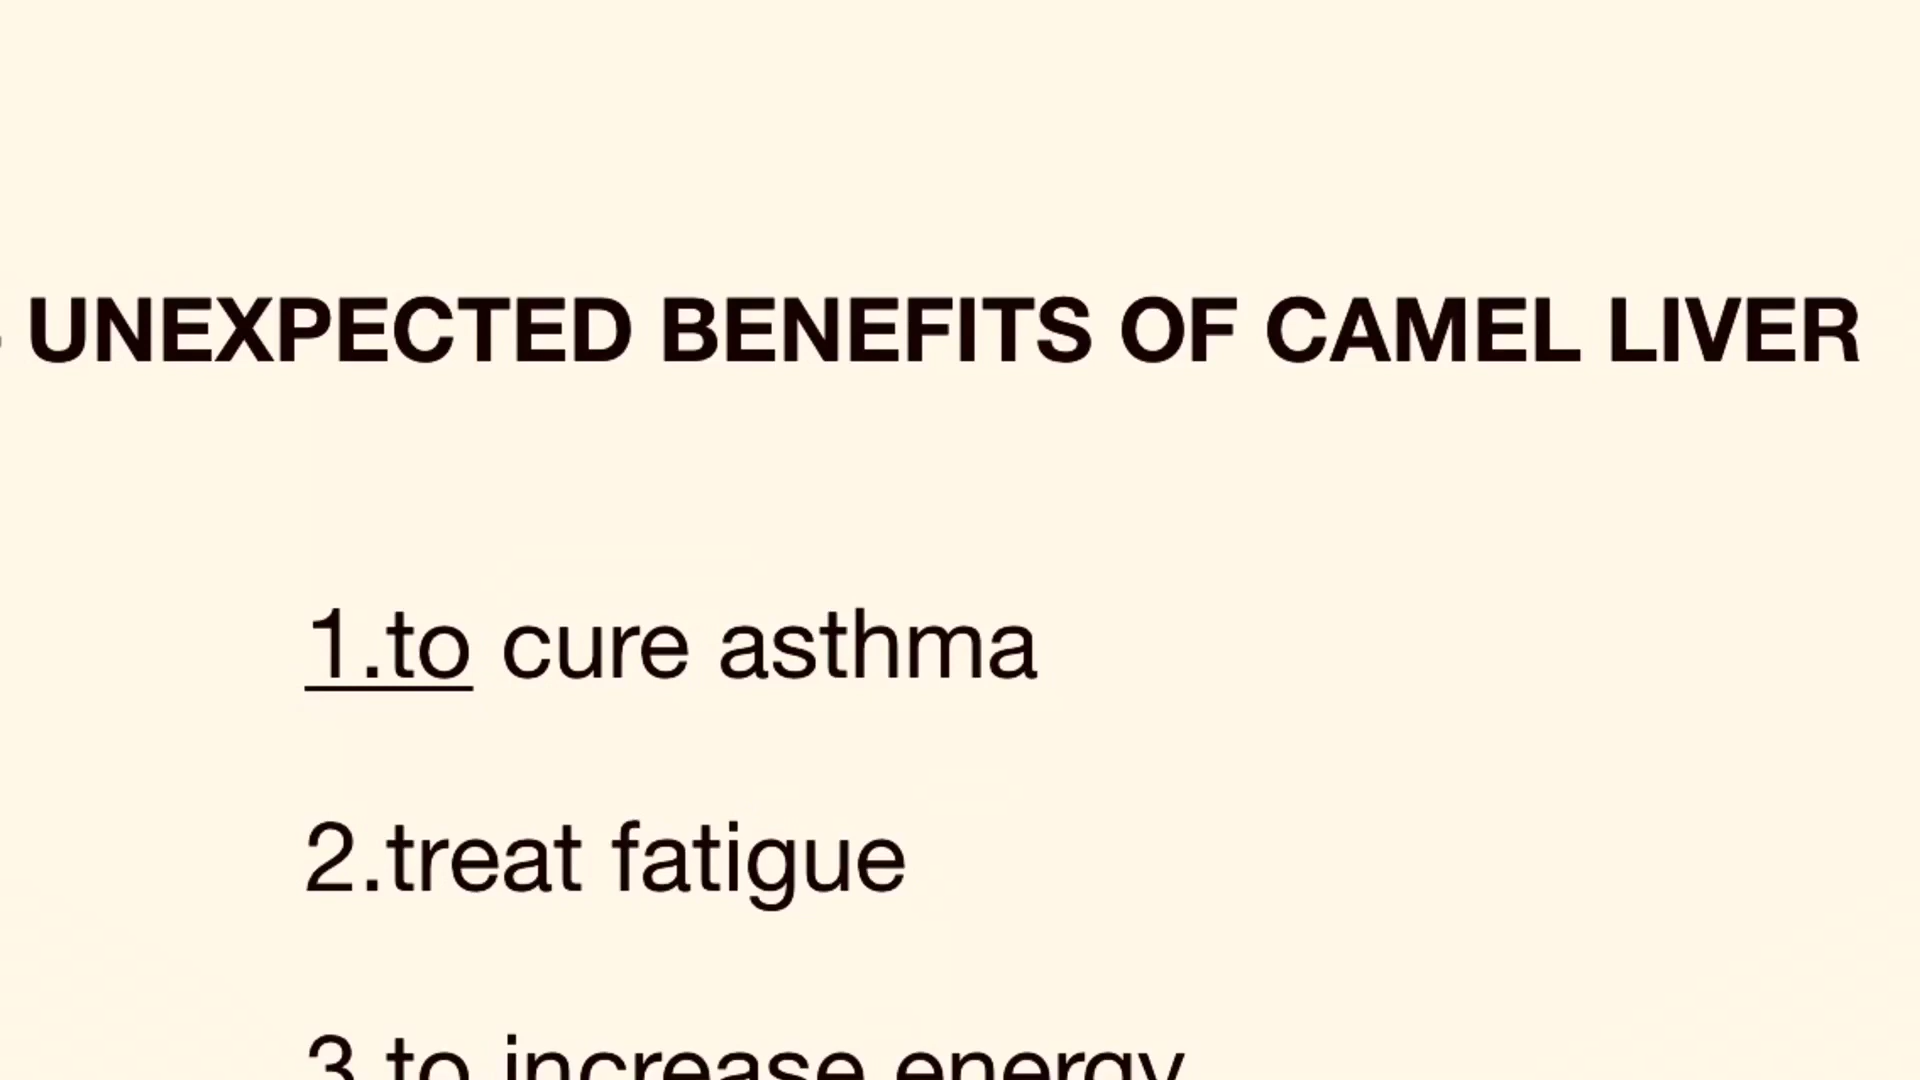 UNEXPECTED BENEFITS OF CAMEL LIVER
1.to cure asthma
2.treat fatigue
3.to increase energy